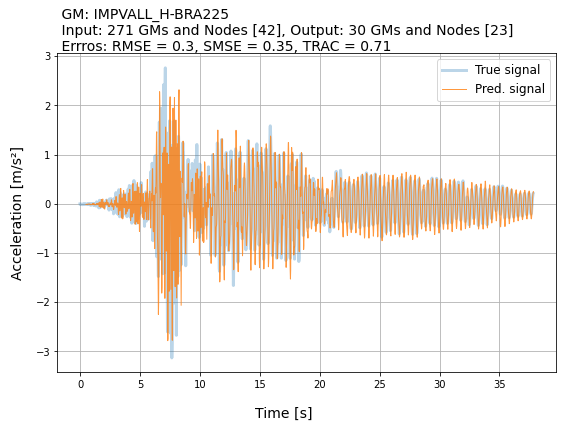 GM: IMPVALL_H-BRA225
Input: 271 GMs and Nodes [42], Output: 30 GMs and Nodes [23]
Errros: RMSE = 0.3, SMSE = 0.35, TRAC = 0.71
True signal
Pred. signal
Acceleration [m/s²]
3
2
1
0
−1
−2
−3
0 5 10 15 20 25 30 35
Time [s]